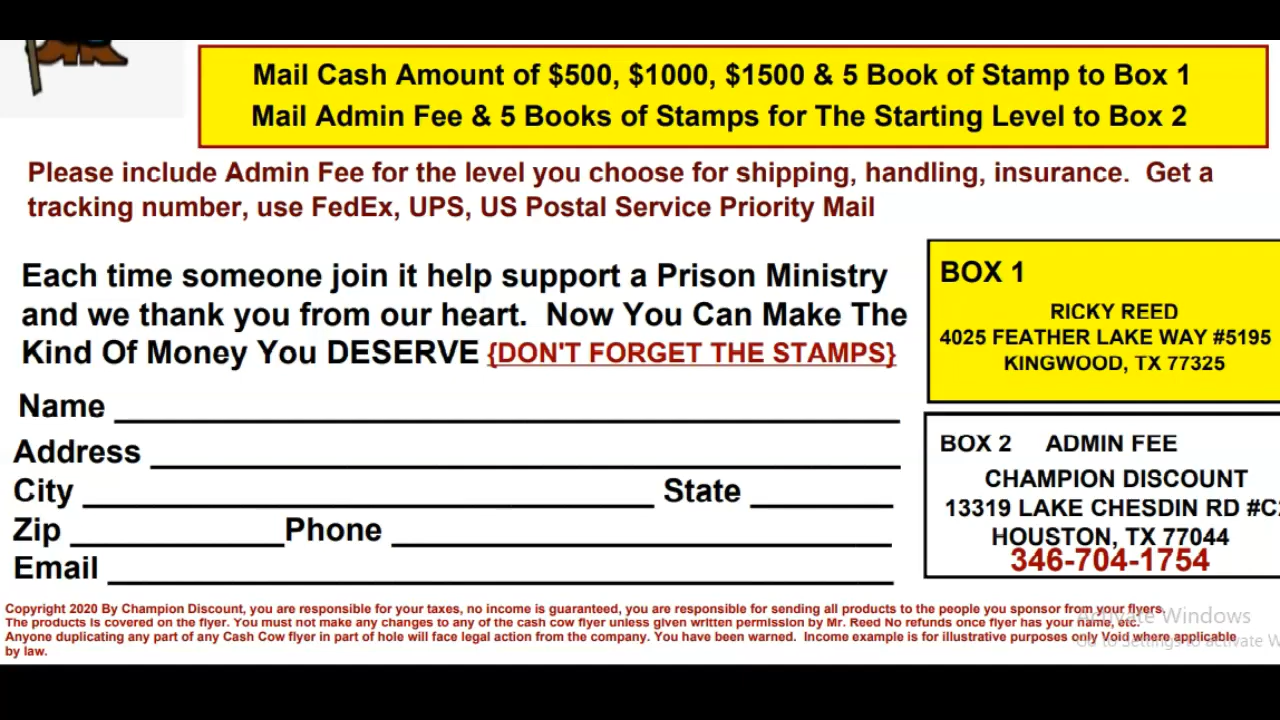 Mail Cash Amount of $500, $1000, $1500 & 5 Book of Stamp to Box 1
Mail Admin Fee & 5 Books of Stamps for The Starting Level to Box 2
Please include Admin Fee for the level you choose for shipping, handling, insurance. Get a
tracking number, use FedEx, UPS, US Postal Service Priority Mail
Each time someone join it help support a Prison Ministry
and we thank you from our heart. Now You Can Make The
Kind Of Money You DESERVE {DON'T FORGET THE STAMPS}
Name
Address
City State
Zip Phone
Email
BOX 1
RICKY REED
4025 FEATHER LAKE WAY #5195
KINGWOOD, TX 77325
BOX 2 ADMIN FEE
CHAMPION DISCOUNT
13319 LAKE CHESDIN RD
HOUSTON, TX 77044
346-704-1754
Copyright 2020 By Champion Discount, you are responsible for your taxes, no income is guaranteed, you are responsible for sending all products to the people you sponsor from your flyers.
The products is covered on the flyer. You must not make any changes to any of the cash cow flyer unless given written permission by Mr. Reed No refunds once flyer has your name, etc.
Anyone duplicating any part of any Cash Cow flyer in part of hole will face legal action from the company. You have been warned. Income example is for illustrative purposes only Void where applicable
by law.
Activate Windows
Go to Settings to activate